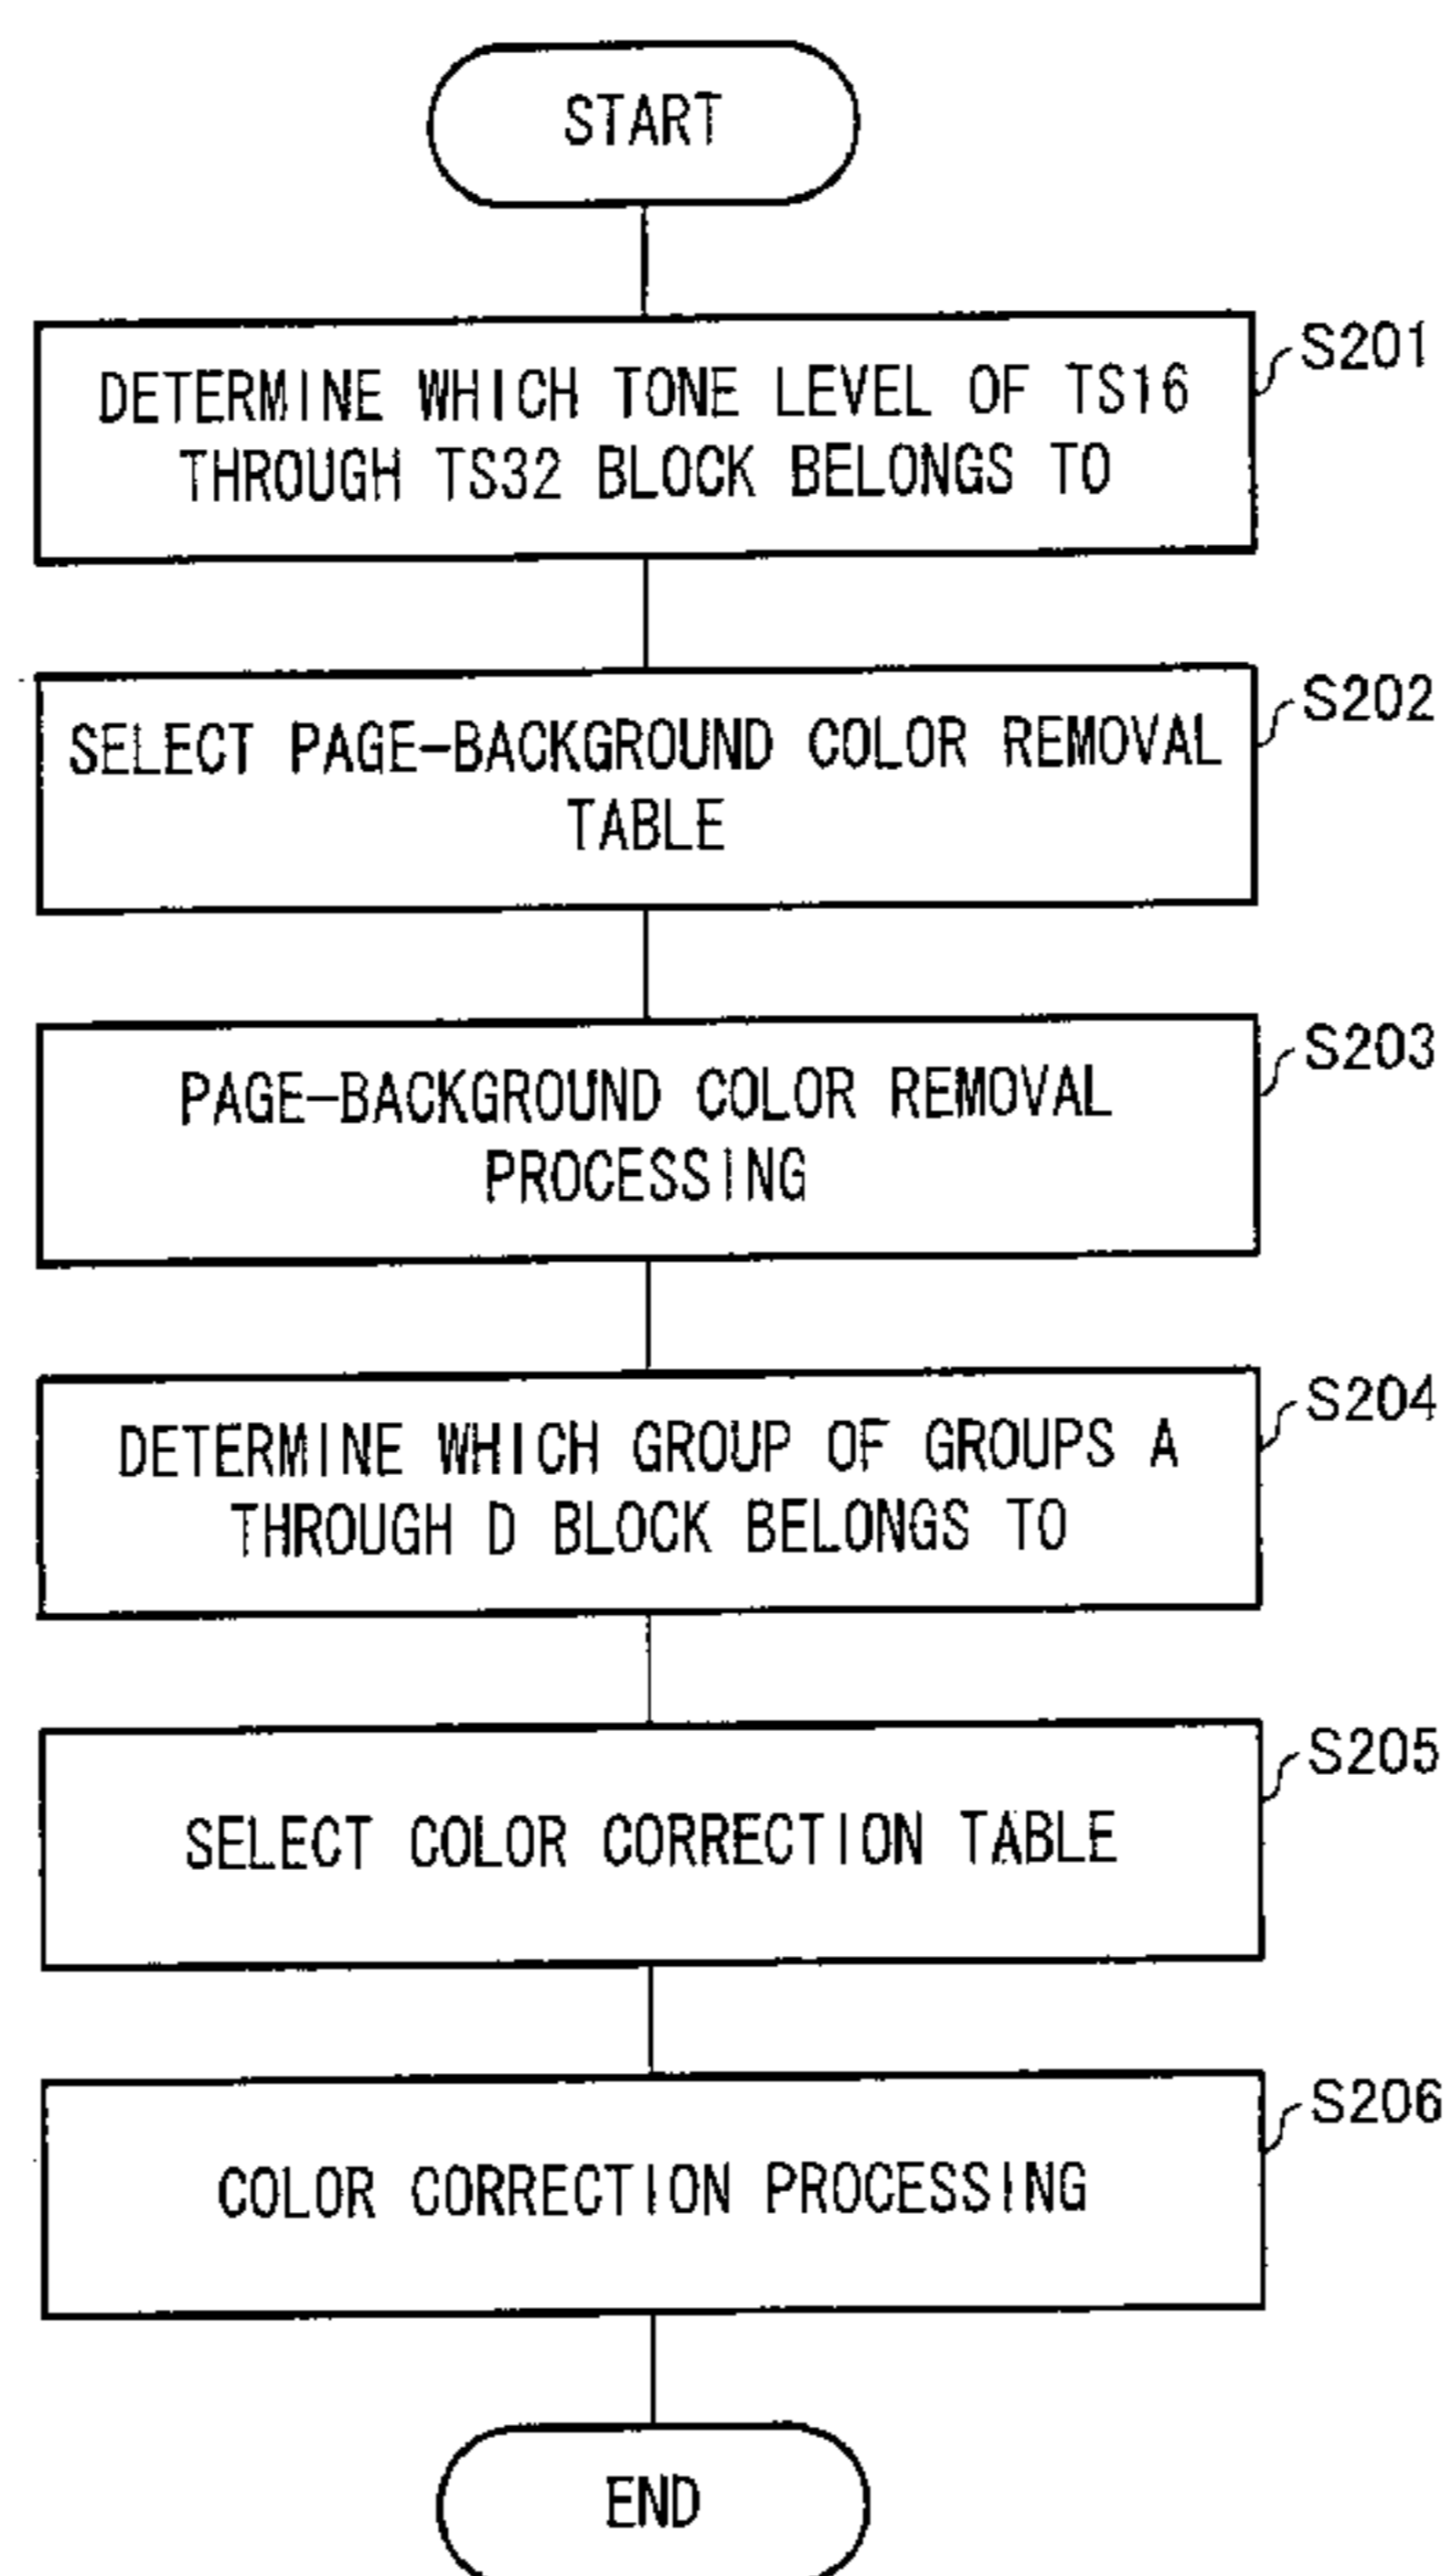 START
DETERMINE WHICH TONE LEVEL OF TS16
THROUGH TS32 BLOCK BELONGS TO
S201
SELECT PAGE-BACKGROUND COLOR REMOVAL
TABLE
S202
PAGE-BACKGROUND COLOR REMOVAL
PROCESSING
S203
DETERMINE WHICH GROUP OF GROUPS A
THROUGH D BLOCK BELONGS TO
S204
SELECT COLOR CORRECTION TABLE
S205
COLOR CORRECTION PROCESSING
S206
END